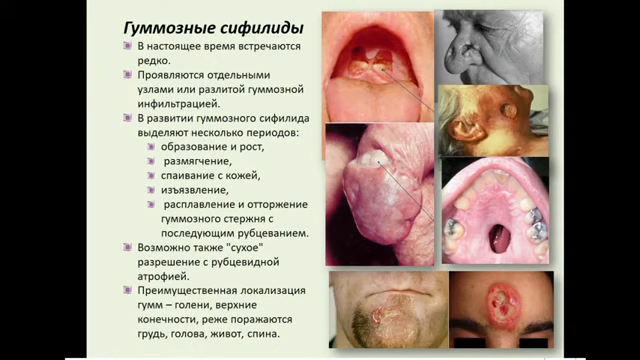 Гуммозные сифилиды
В настоящее время встречаются
редко.
Проявляются отдельными
узлами или разлитой гуммозной
инфильтрацией.
В развитии гуммозного сифилида
выделяют несколько периодов:
образование и рост,
размягчение,
спаивание с кожей,
изъязвление,
расплавление и отторжение
гуммозного стержня с
последующим рубцеванием.
Возможно также "сухое"
разрешение с рубцевидной
атрофией.
Преимущественная локализация
гумм – голени, верхние
конечности, реже поражаются
грудь, голова, живот, спина.